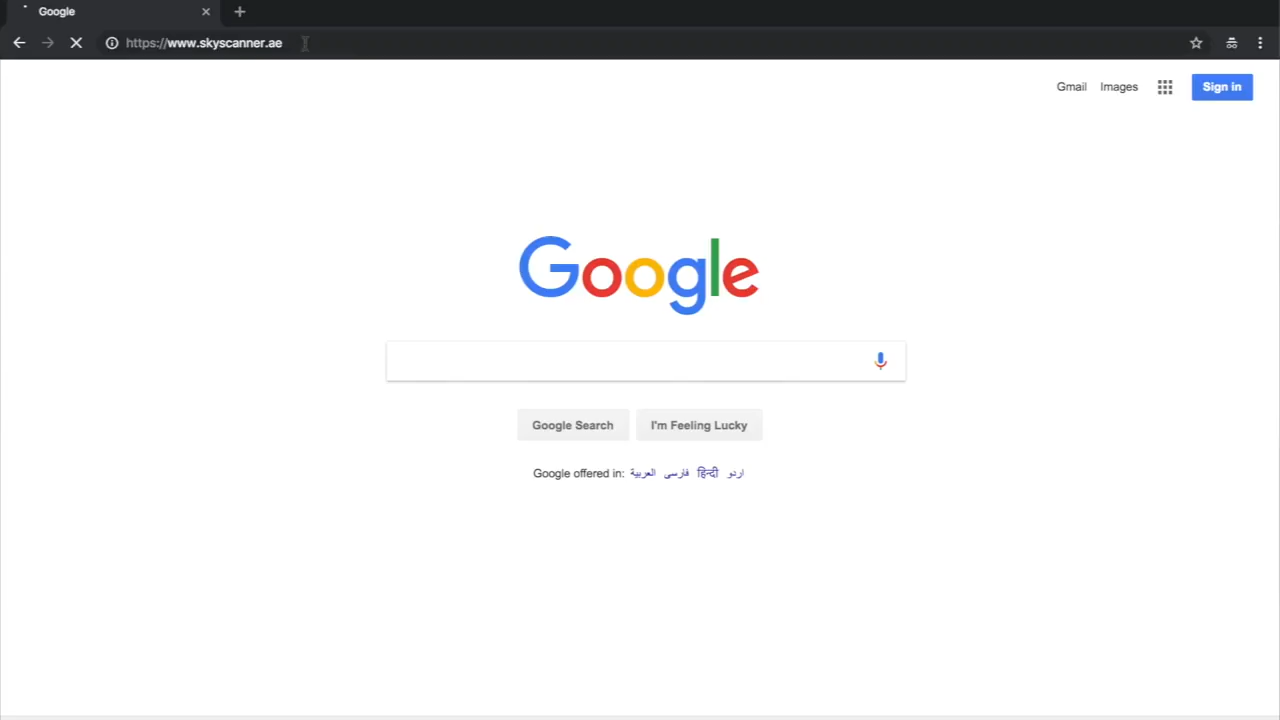 Google
https://www.skyscanner.ae
Gmail Images Sign in
Google
Google Search I'm Feeling Lucky
Google offered in: العربية فارسی हिन्दी اردو